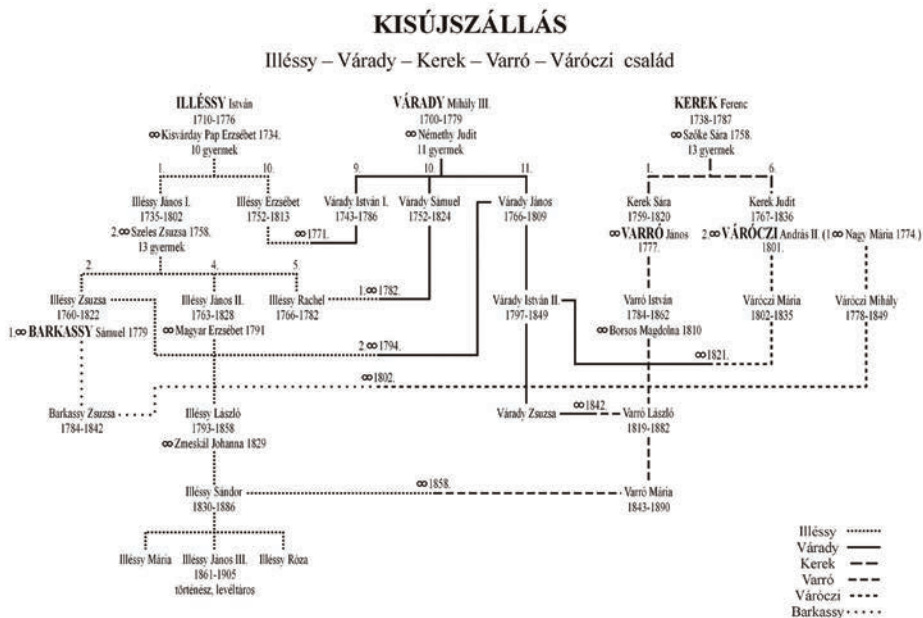 KISÚJSZÁLLÁS
Illéssy – Várady – Kerek – Varró – Váróczi család
ILLÉSSY István
1710-1776
∞ Kisvárday Pap Erzsébet 1734.
10 gyermek
VÁRADY Mihály III.
1700-1779
∞ Némethy Judit
11 gyermek
KEREK Ferenc
1738-1787
∞ Szőke Sára 1758.
13 gyermek
1.
10.
9.
10.
11.
1.
6.
Illéssy János I.
1735-1802
2.∞ Szeles Zsuzsa 1758.
13 gyermek
Illéssy Erzsébet
1752-1813
Várady István I.
1743-1786
Várady Sámuel
1752-1824
Várady János
1766-1809
Kerek Sára
1759-1820
∞ VARRÓ János
1777.
Kerek Judit
1767-1836
2.∞ VÁRÓCZI András II. (1.∞ Nagy Mária 1774.)
1801.
∞1771.
2.
4.
5.
Illéssy Zsuzsa
1760-1822
1.∞ BARKASSY Sámuel 1779
Illéssy János II.
1763-1828
∞ Magyar Erzsébet 1791
Illéssy Rachel
1766-1782
1.∞1782.
Várady István II.
1797-1849
Varró István
1784-1862
∞ Borsos Magdolna 1810
Váróczi Mária
1802-1835
Váróczi Mihály
1778-1849
2.∞1794.
∞1821.
∞1802.
Barkassy Zsuzsa
1784-1842
Illéssy László
1793-1858
∞ Zmeskál Johanna 1829
Várady Zsuzsa
∞1842.
Varró László
1819-1882
Illéssy Sándor
1830-1886
∞1858.
Varró Mária
1843-1890
Illéssy Mária
Illéssy János III.
1861-1905
történész, levéltáros
Illéssy Róza
Illéssy
Várady
Kerek
Varró
Váróczi
Barkassy